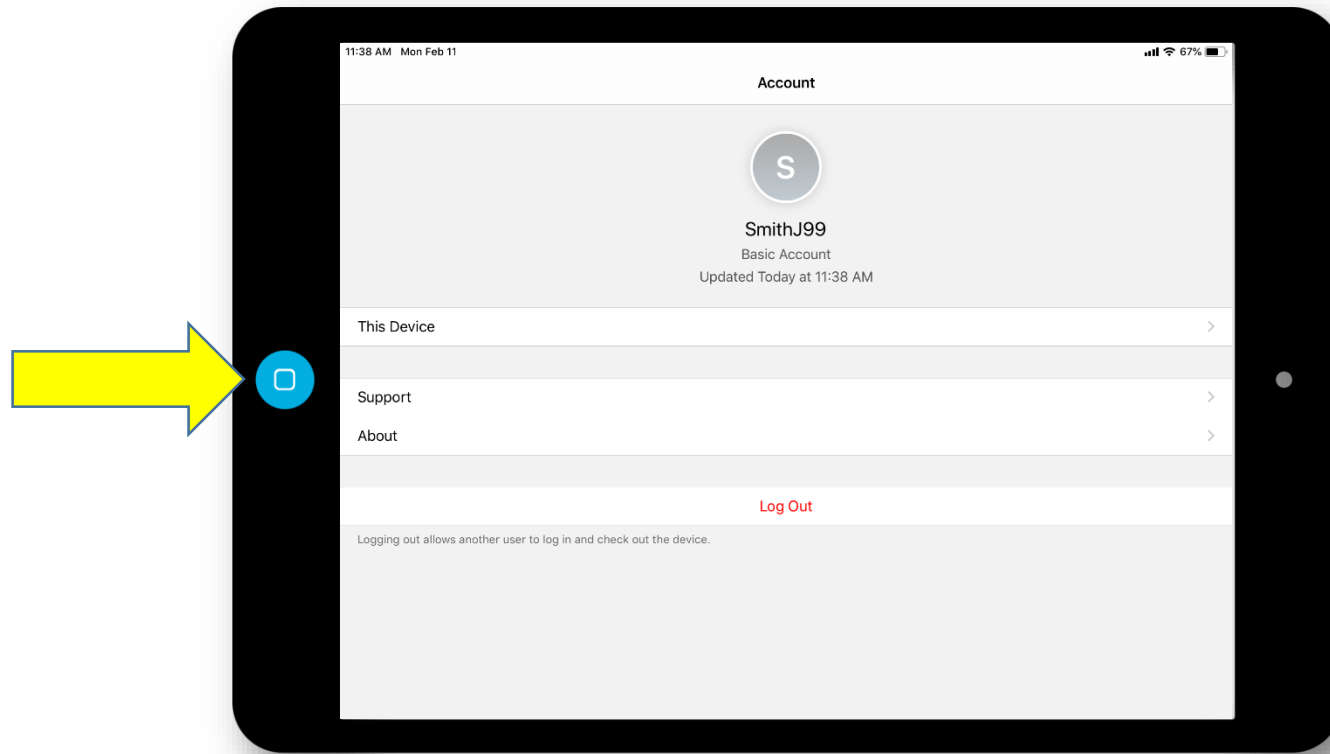 11:38 AM Mon Feb 11 67%
Account
S
SmithJ99
Basic Account
Updated Today at 11:38 AM
This Device
Support
About
Log Out
Logging out allows another user to log in and check out the device.